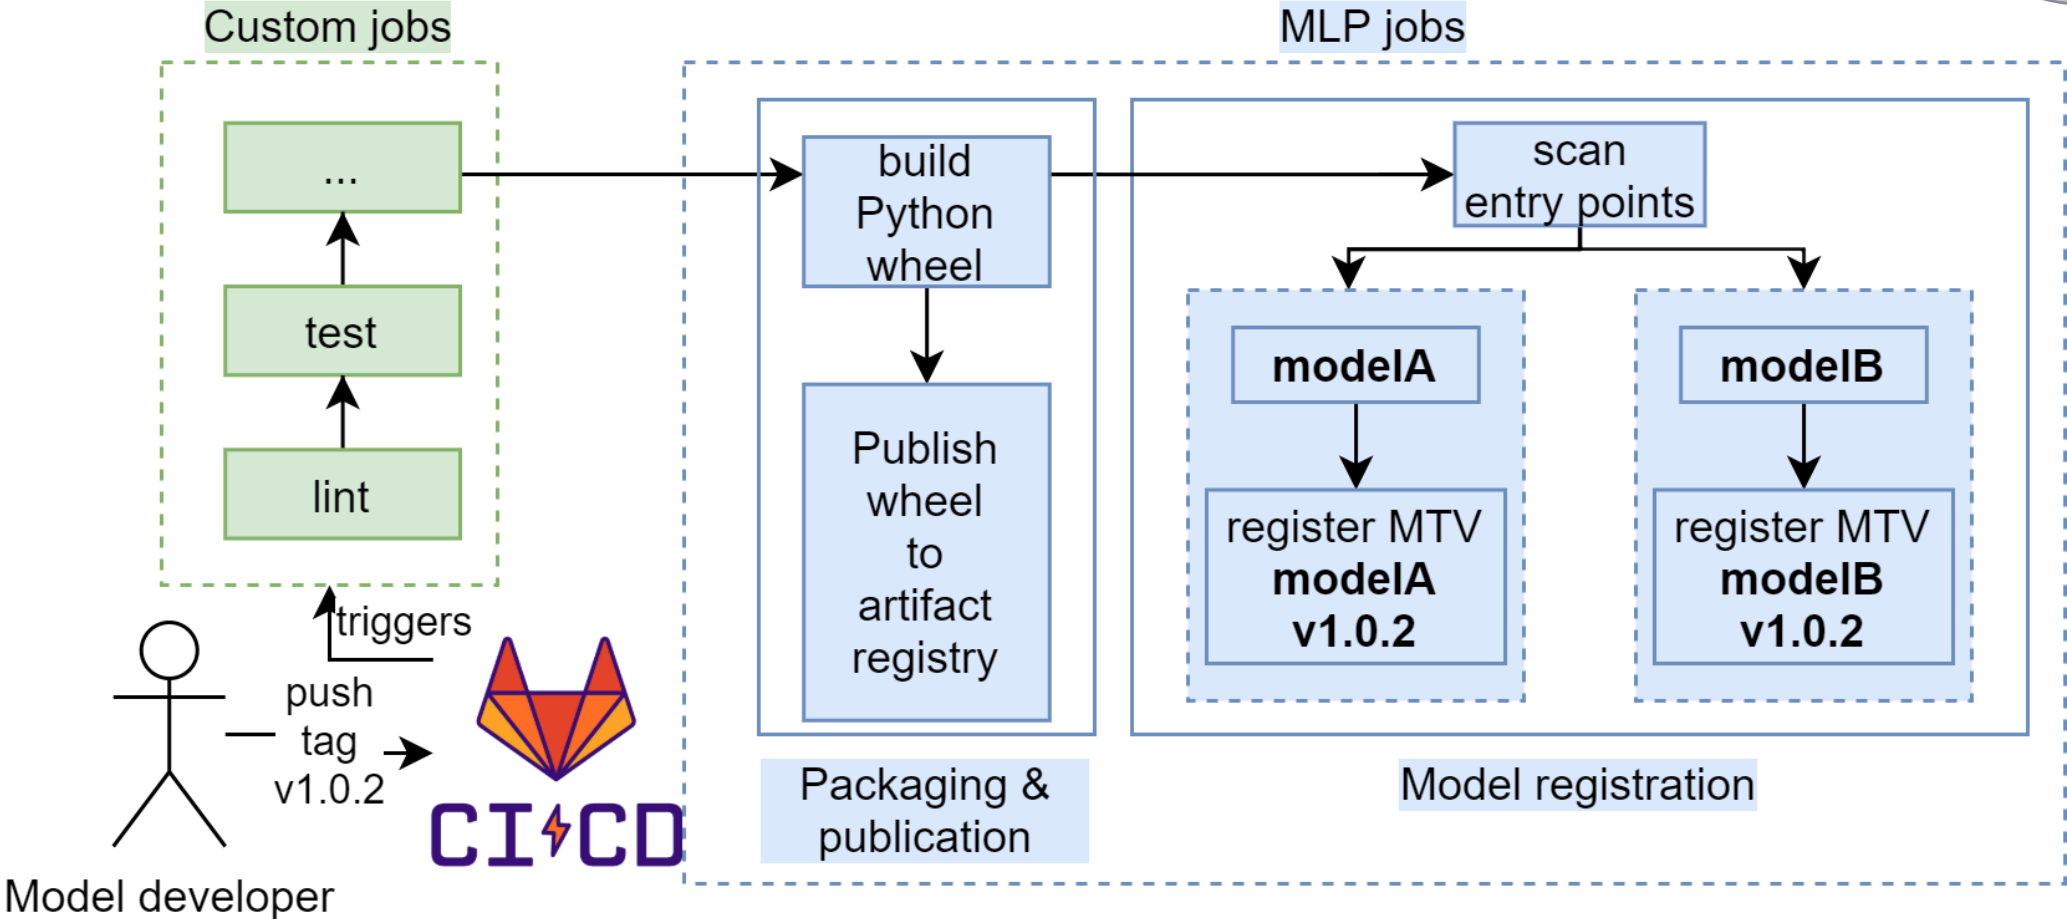 Custom jobs
MLP jobs
...
test
lint
triggers
push
tag
v1.0.2
Model developer
CI CD
build
Python
wheel
Publish
wheel
to
artifact
registry
Packaging &
publication
scan
entry points
modelA
register MTV
modelA
v1.0.2
modelB
register MTV
modelB
v1.0.2
Model registration